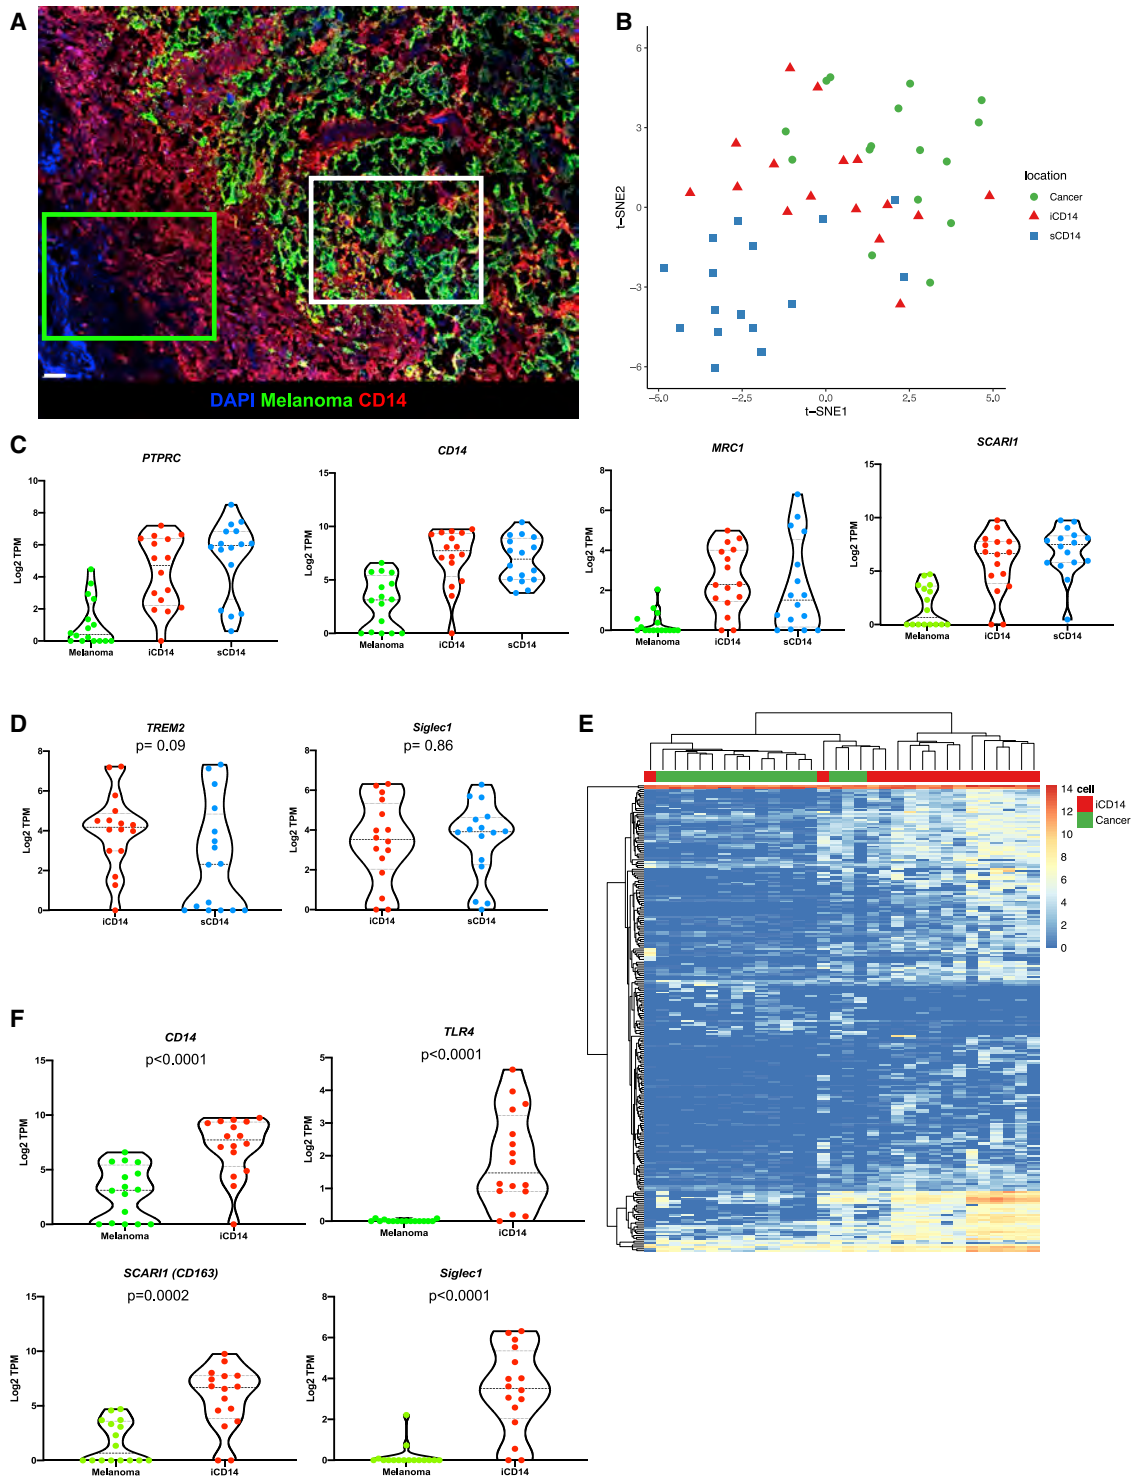 A
DAPI Melanoma CD14
B
6
3
0
−3
−6
t−SNE2
−5.0 −2.5 0.0 2.5 5.0
t−SNE1
location
Cancer
iCD14
sCD14
C
PTPRC
10
8
6
4
2
0
Log2 TPM
Melanoma iCD14 sCD14
CD14
15
10
5
0
Log2 TPM
Melanoma iCD14 sCD14
MRC1
8
6
4
2
0
Log2 TPM
Melanoma iCD14 sCD14
SCARI1
15
10
5
0
Log2 TPM
Melanoma iCD14 sCD14
D
TREM2
p= 0.09
8
6
4
2
0
Log2 TPM
iCD14 sCD14
Siglec1
p= 0.86
8
6
4
2
0
Log2 TPM
iCD14 sCD14
E
14
12
10
8
6
4
2
0
cell
iCD14
Cancer
F
CD14
p<0.0001
15
10
5
0
Log2 TPM
Melanoma iCD14
TLR4
p<0.0001
5
4
3
2
1
0
Log2 TPM
Melanoma iCD14
SCARI1 (CD163)
p=0.0002
15
10
5
0
Log2 TPM
Melanoma iCD14
Siglec1
p<0.0001
8
6
4
2
0
Log2 TPM
Melanoma iCD14